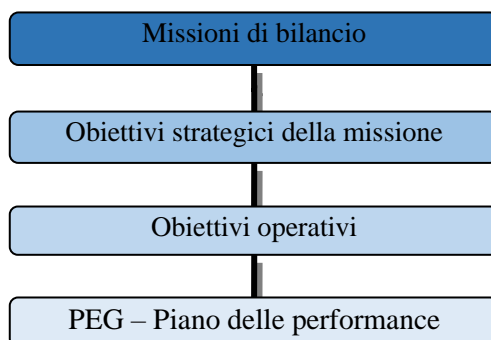 Missioni di bilancio
Obiettivi strategici della missione
Obiettivi operativi
PEG – Piano delle performance